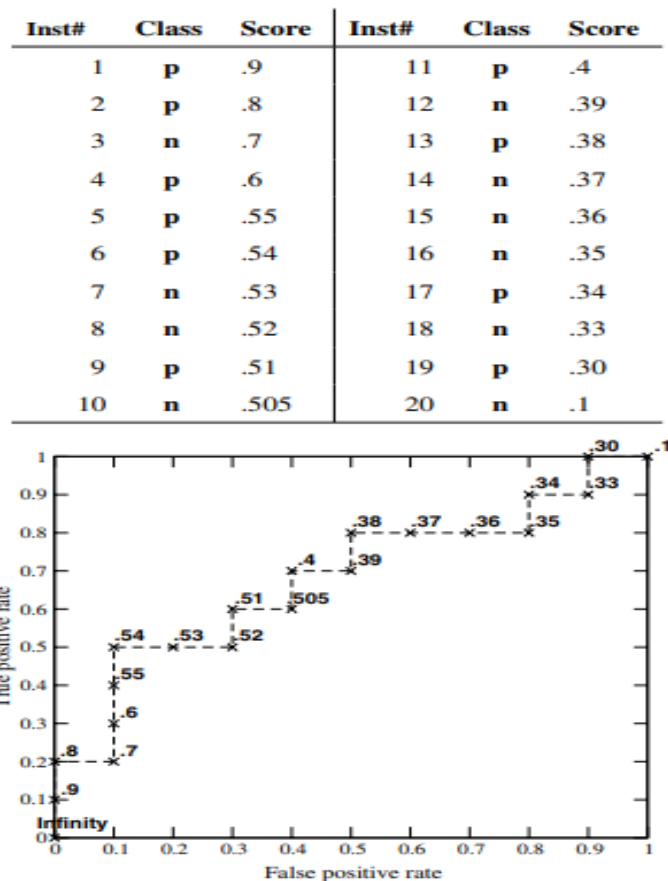 Inst# Class Score Inst# Class Score
1 p .9 11 p .4
2 p .8 12 n .39
3 n .7 13 p .38
4 p .6 14 n .37
5 p .55 15 n .36
6 p .54 16 n .35
7 n .53 17 p .34
8 n .52 18 n .33
9 p .51 19 p .30
10 n .505 20 n .1
.30 .1
1
.34 .33
0.9
.38 .37 .36 .35
0.8
.4 .39
0.7
.51 .505
0.6
.54 .53 .52
0.5
.55
0.4
.6
0.3
.8 .7
0.2
.9
0.1
Infinity
0
0 0.1 0.2 0.3 0.4 0.5 0.6 0.7 0.8 0.9 1
False positive rate
True positive rate